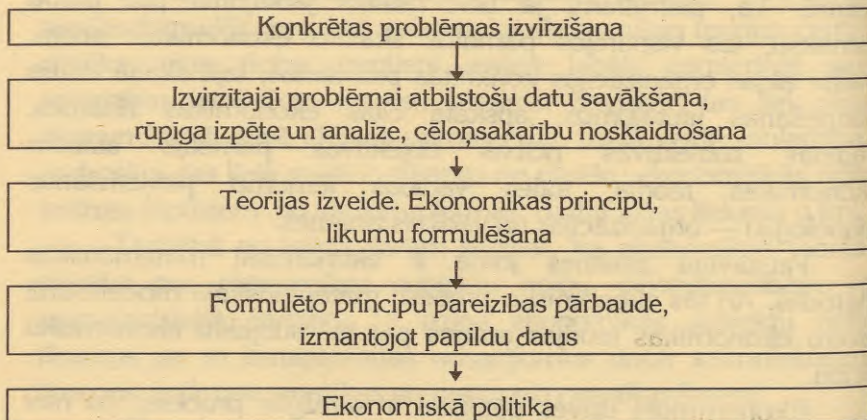 Konkrētas problēmas izvirzīšana
Izvirzītajai problēmai atbilstošu datu savākšana,
rūpīga izpēte un analīze, cēloņsakarību noskaidrošana
Teorijas izveide. Ekonomikas principu,
likumu formulēšana
Formulēto principu pareizības pārbaude,
izmantojot papildu datus
Ekonomiskā politika